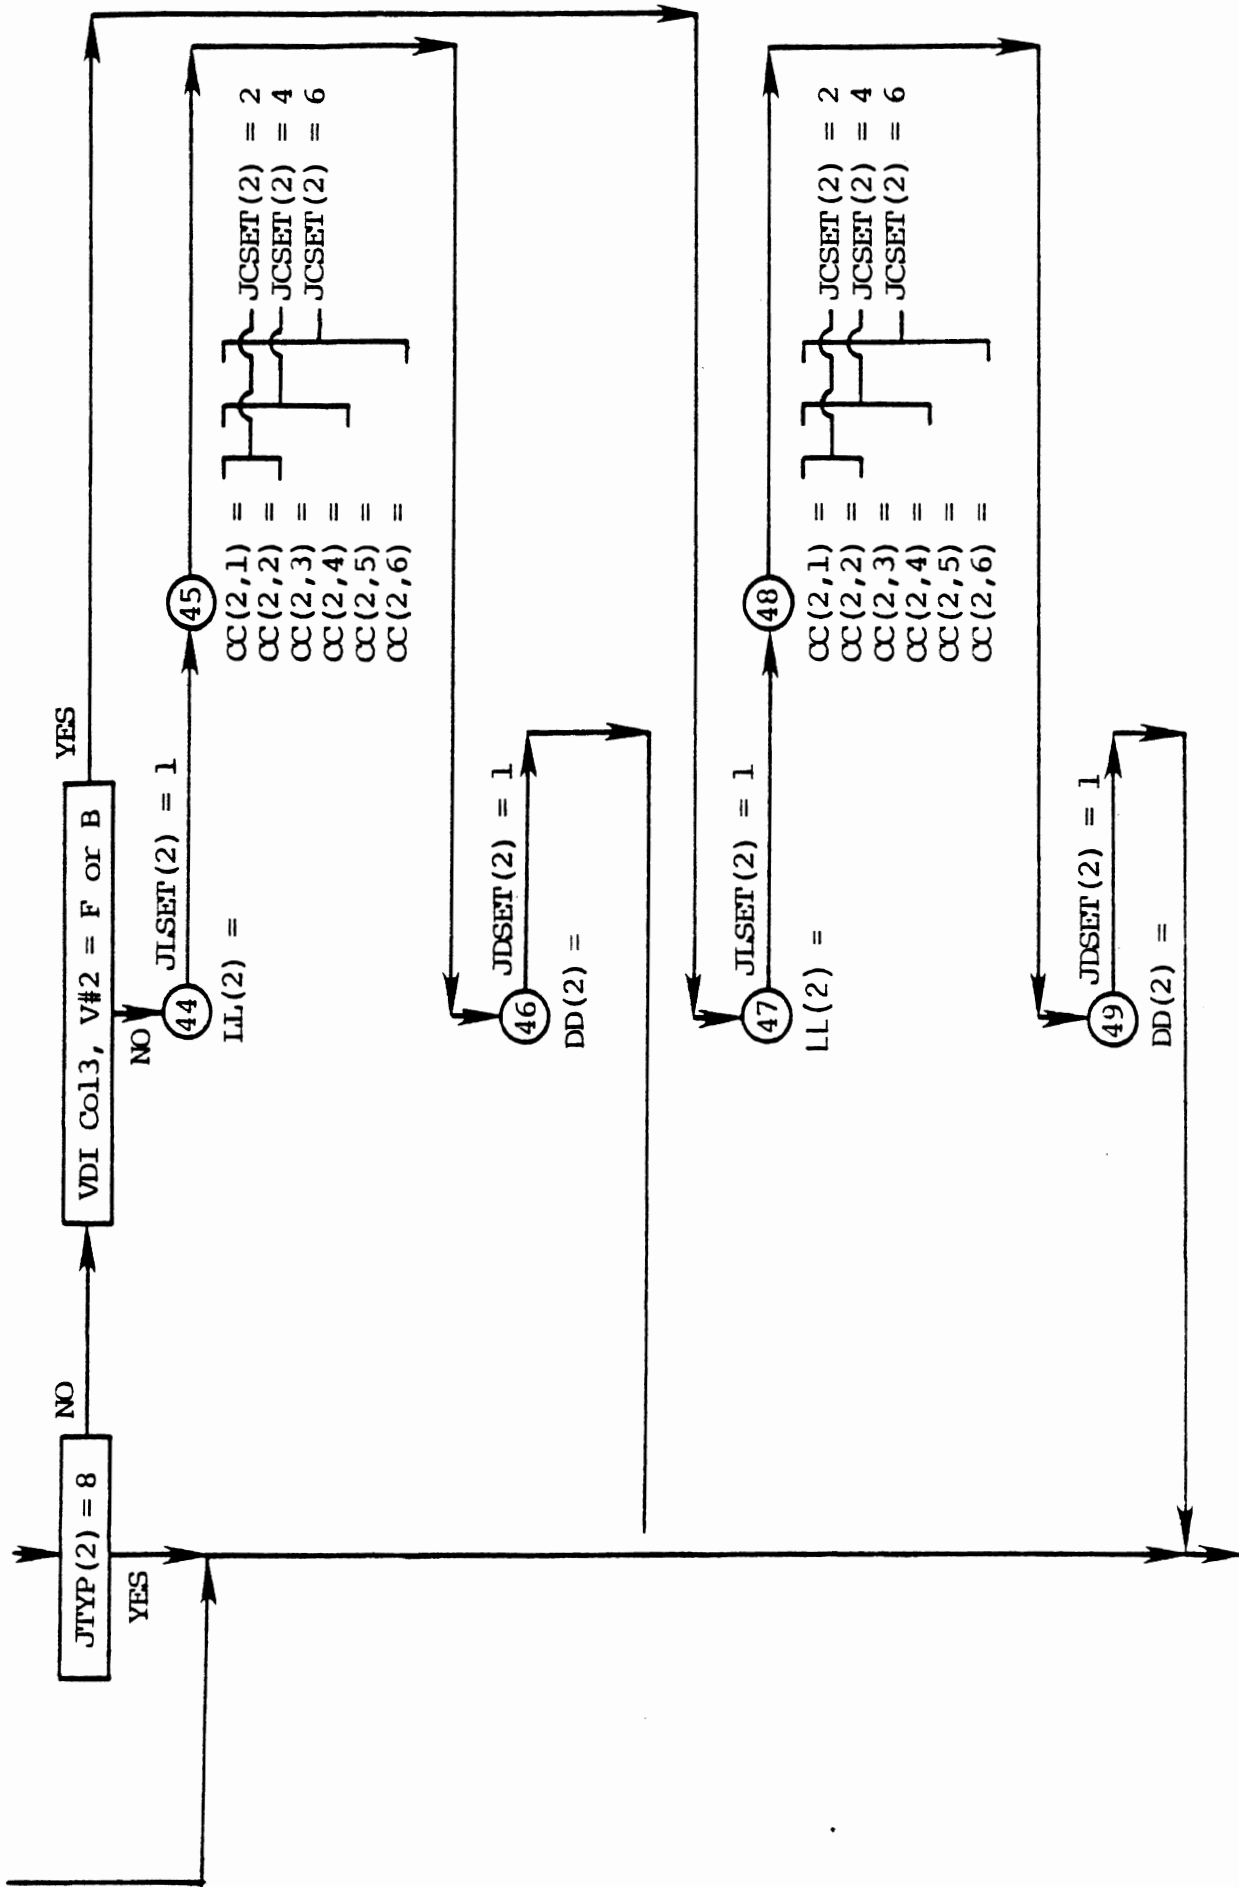 JTYP(2) = 8
NO
YES
VDI Col3, V#2 = F or B
YES
NO
44
JLSET(2) = 1
LL(2) =
45
CC(2,1) =
CC(2,2) =
CC(2,3) =
CC(2,4) =
CC(2,5) =
CC(2,6) =
JCSET(2) = 2
JCSET(2) = 4
JCSET(2) = 6
46
JDSET(2) = 1
DD(2) =
47
JLSET(2) = 1
LL(2) =
48
CC(2,1) =
CC(2,2) =
CC(2,3) =
CC(2,4) =
CC(2,5) =
CC(2,6) =
JCSET(2) = 2
JCSET(2) = 4
JCSET(2) = 6
49
JDSET(2) = 1
DD(2) =